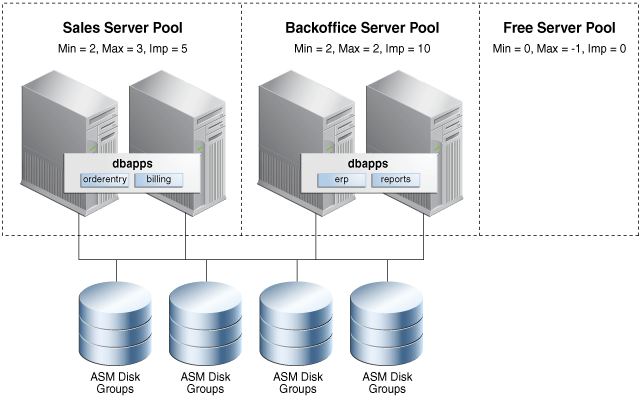 Sales Server Pool
Min = 2, Max = 3, Imp = 5
Backoffice Server Pool
Min = 2, Max = 2, Imp = 10
Free Server Pool
Min = 0, Max = -1, Imp = 0
dbapps
orderentry
billing
dbapps
erp
reports
ASM Disk
Groups
ASM Disk
Groups
ASM Disk
Groups
ASM Disk
Groups